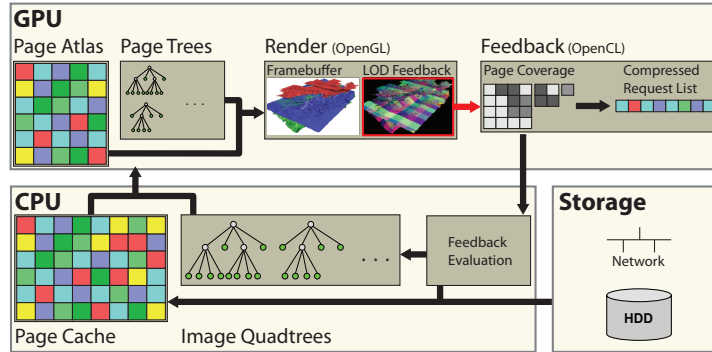 GPU
Page Atlas
Page Trees
Render (OpenGL)
Feedback (OpenCL)
Framebuffer
LOD Feedback
Page Coverage
Compressed
Request List
. . .
CPU
Storage
Feedback
Evaluation
. . .
Network
HDD
Page Cache
Image Quadtrees